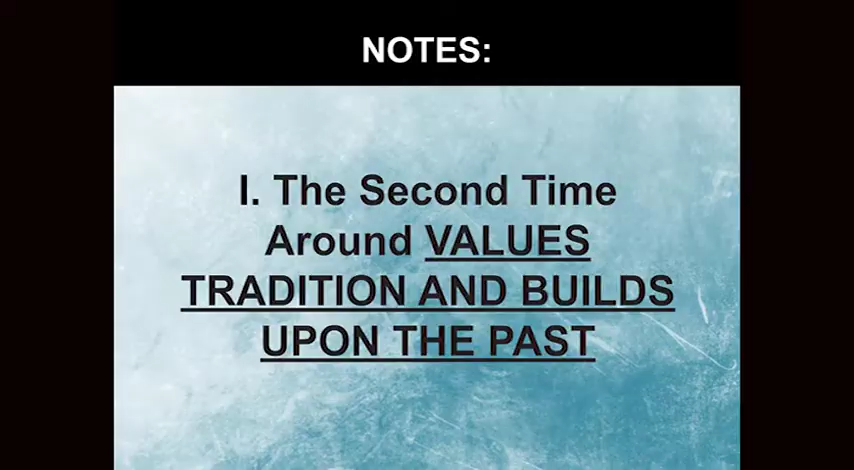 NOTES:
I. The Second Time
Around VALUES
TRADITION AND BUILDS
UPON THE PAST